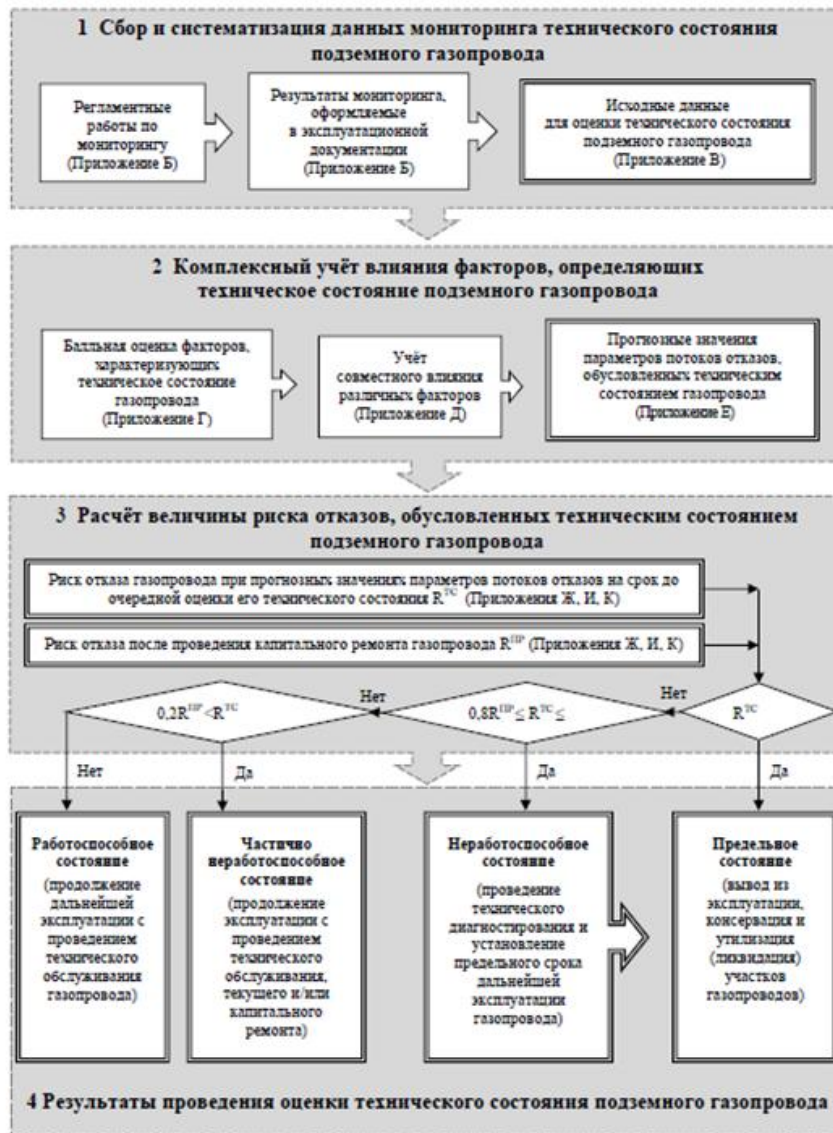 1 Сбор и систематизация данных мониторинга технического состояния
подземного газопровода
Регламентные
работы по
мониторингу
(Приложение Б)
Результаты мониторинга,
оформляемые
в эксплуатационной
документации
(Приложение Б)
Исходные данные
для оценки технического состояния
подземного газопровода
(Приложение В)
2 Комплексный учёт влияния факторов, определяющих
техническое состояние подземного газопровода
Балльная оценка факторов,
характеризующих
техническое состояние
газопровода
(Приложение Г)
Учёт
совместного влияния
различных факторов
(Приложение Д)
Прогнозные значения
параметров потоков отказов,
обусловленных техническим
состоянием газопровода
(Приложение Е)
3 Расчёт величины риска отказов, обусловленных техническим состоянием
подземного газопровода
Риск отказа газопровода при прогнозных значениях параметров потоков отказов на срок до
очередной оценки его технического состояния R^ТС (Приложения Ж, И, К)
Риск отказа после проведения капитального ремонта газопровода R^ПР (Приложения Ж, И, К)
0,2R^ПР<R^ТС
Нет
0,8R^ПР≤ R^ТС≤
Нет
R^ТС
Нет
Да
Да
Да
Работоспособное
состояние
(продолжение
дальнейшей
эксплуатации с
проведением
технического
обслуживания
газопровода)
Частично
неработоспособное
состояние
(продолжение
эксплуатации с
проведением
технического
обслуживания,
текущего и/или
капитального
ремонта)
Неработоспособное
состояние
(проведение
технического
диагностирования и
установление
предельного срока
дальнейшей
эксплуатации
газопровода)
Предельное
состояние
(вывод из
эксплуатации,
консервация и
утилизация
(ликвидация)
участков
газопроводов)
4 Результаты проведения оценки технического состояния подземного газопровода